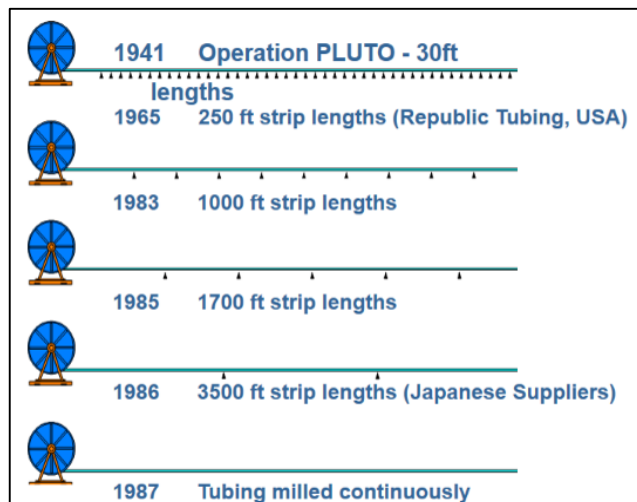 1941 Operation PLUTO - 30ft
lengths
1965 250 ft strip lengths (Republic Tubing, USA)
1983 1000 ft strip lengths
1985 1700 ft strip lengths
1986 3500 ft strip lengths (Japanese Suppliers)
1987 Tubing milled continuously